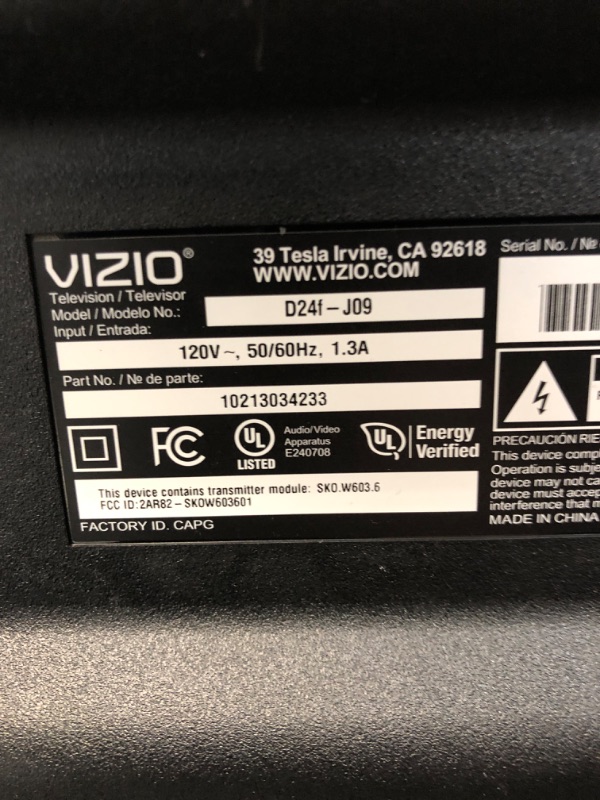 VIZIO®
39 Tesla Irvine, CA 92618
WWW.VIZIO.COM
Television / Televisor
Model / Modelo No.:
D24f-J09
Input / Entrada:
120V~, 50/60Hz, 1.3A
Part No. / № de parte:
10213034233
FC
UL
LISTED
Audio/Video
Apparatus
E240708
UL
Energy
Verified
This device contains transmitter module: SKO.W603.6
FCC ID:2AR82-SKOW603601
FACTORY ID. CAPG
Serial No. / №
PRECAUCIÓN RIE
This device comp
Operation is subje
device may not ca
device must accep
interference that m
MADE IN CHINA